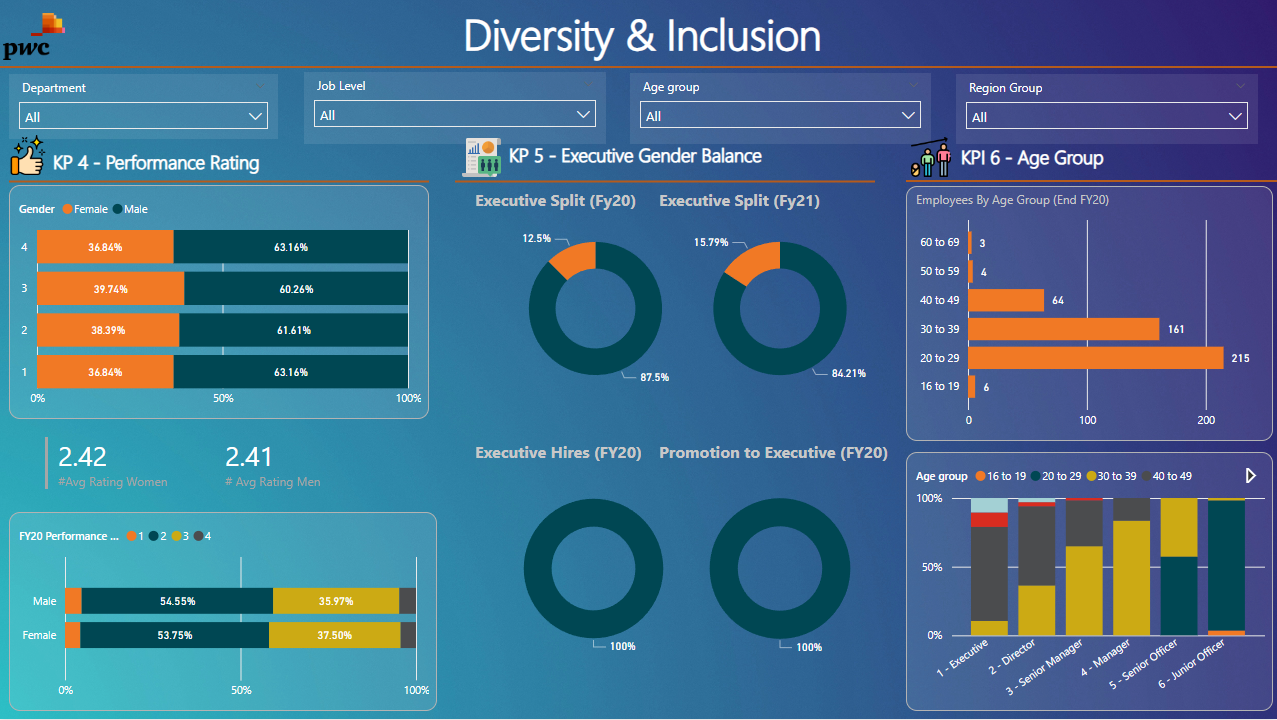 pwc
Diversity & Inclusion
Department
All
Job Level
All
Age group
All
Region Group
All
KP 4 - Performance Rating
Gender Female Male
4 36.84% 63.16%
3 39.74% 60.26%
2 38.39% 61.61%
1 36.84% 63.16%
0% 50% 100%
2.42
#Avg Rating Women
2.41
# Avg Rating Men
FY20 Performance ... 1 2 3 4
Male 54.55% 35.97%
Female 53.75% 37.50%
0% 50% 100%
KP 5 - Executive Gender Balance
Executive Split (Fy20)
12.5%
87.5%
Executive Split (Fy21)
15.79%
84.21%
Executive Hires (FY20)
100%
Promotion to Executive (FY20)
100%
KPI 6 - Age Group
Employees By Age Group (End FY20)
60 to 69 3
50 to 59 4
40 to 49 64
30 to 39 161
20 to 29 215
16 to 19 6
0 100 200
Age group 16 to 19 20 to 29 30 to 39 40 to 49
100%
50%
0%
1 - Executive
2 - Director
3 - Senior Manager
4 - Manager
5 - Senior Officer
6 - Junior Officer